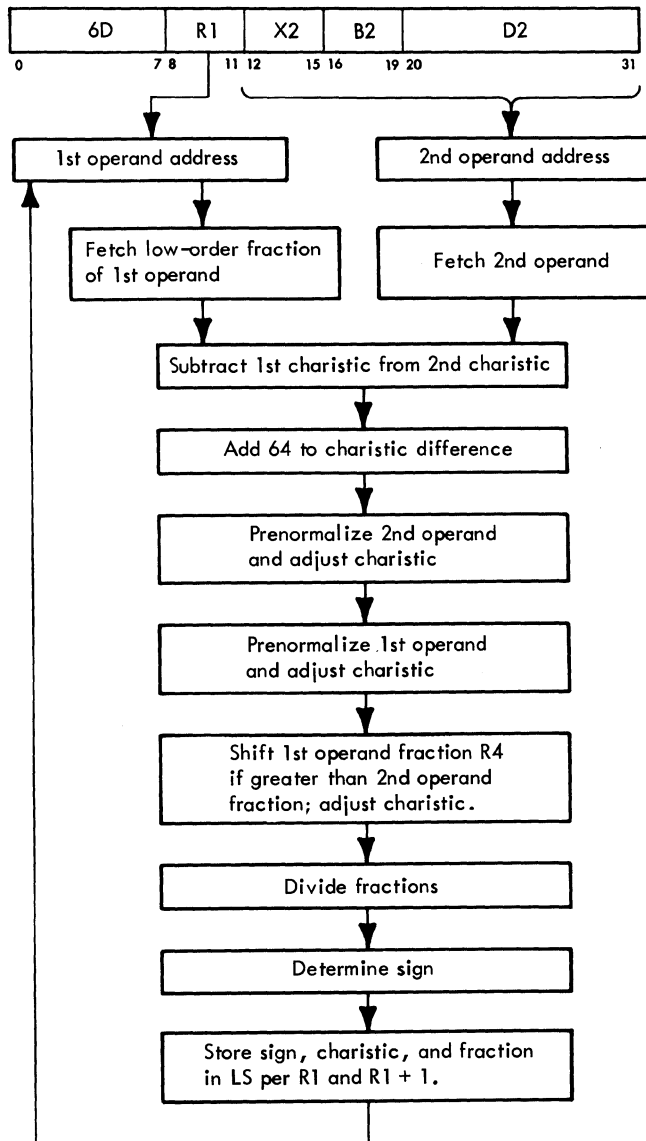 6D R1 X2 B2 D2
0 7 8 11 12 15 16 19 20 31
1st operand address
2nd operand address
Fetch low-order fraction
of 1st operand
Fetch 2nd operand
Subtract 1st charistic from 2nd charistic
Add 64 to charistic difference
Prenormalize 2nd operand
and adjust charistic
Prenormalize 1st operand
and adjust charistic
Shift 1st operand fraction R4
if greater than 2nd operand
fraction; adjust charistic.
Divide fractions
Determine sign
Store sign, charistic, and fraction
in LS per R1 and R1 + 1.